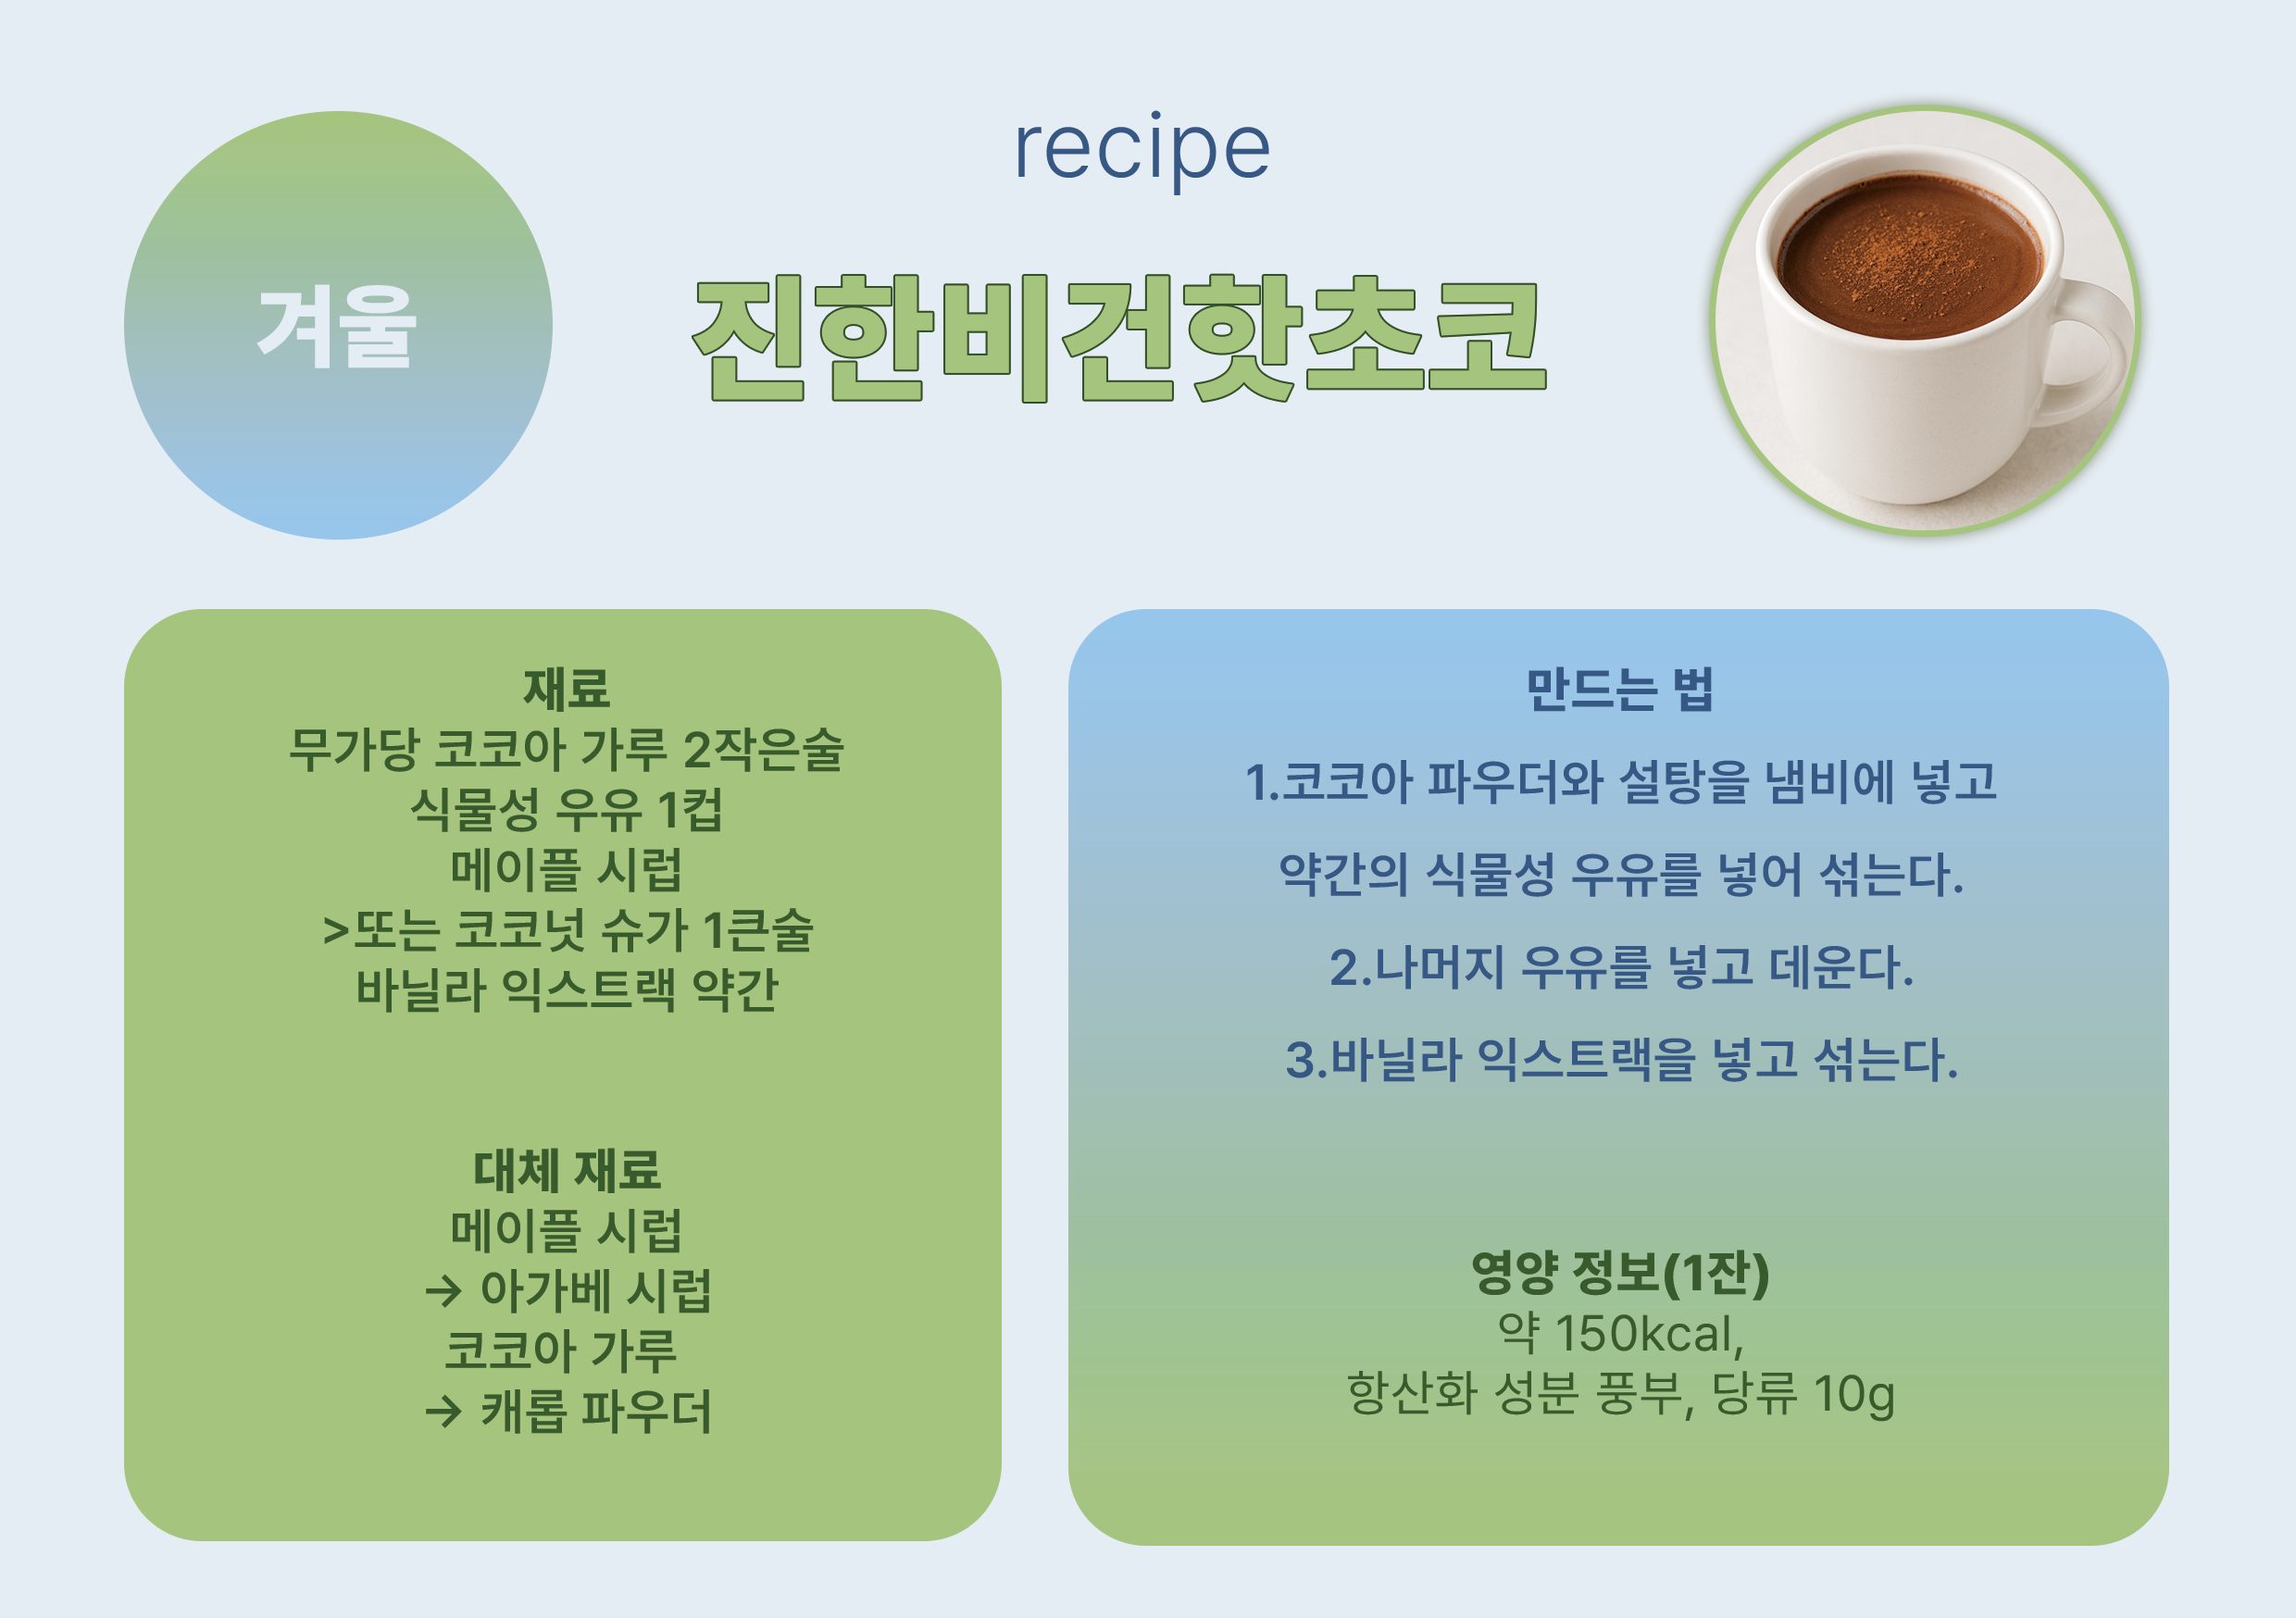 recipe
겨울
진한비건핫초코
재료
무가당 코코아 가루 2작은술
식물성 우유 1컵
메이플 시럽
>또는 코코넛 슈가 1큰술
바닐라 익스트랙 약간
대체 재료
메이플 시럽
→ 아가베 시럽
코코아 가루
→ 캐롭 파우더
만드는 법
1.코코아 파우더와 설탕을 냄비에 넣고
약간의 식물성 우유를 넣어 섞는다.
2.나머지 우유를 넣고 데운다.
3.바닐라 익스트랙을 넣고 섞는다.
영양 정보(1잔)
약 150kcal,
항산화 성분 풍부, 당류 10g